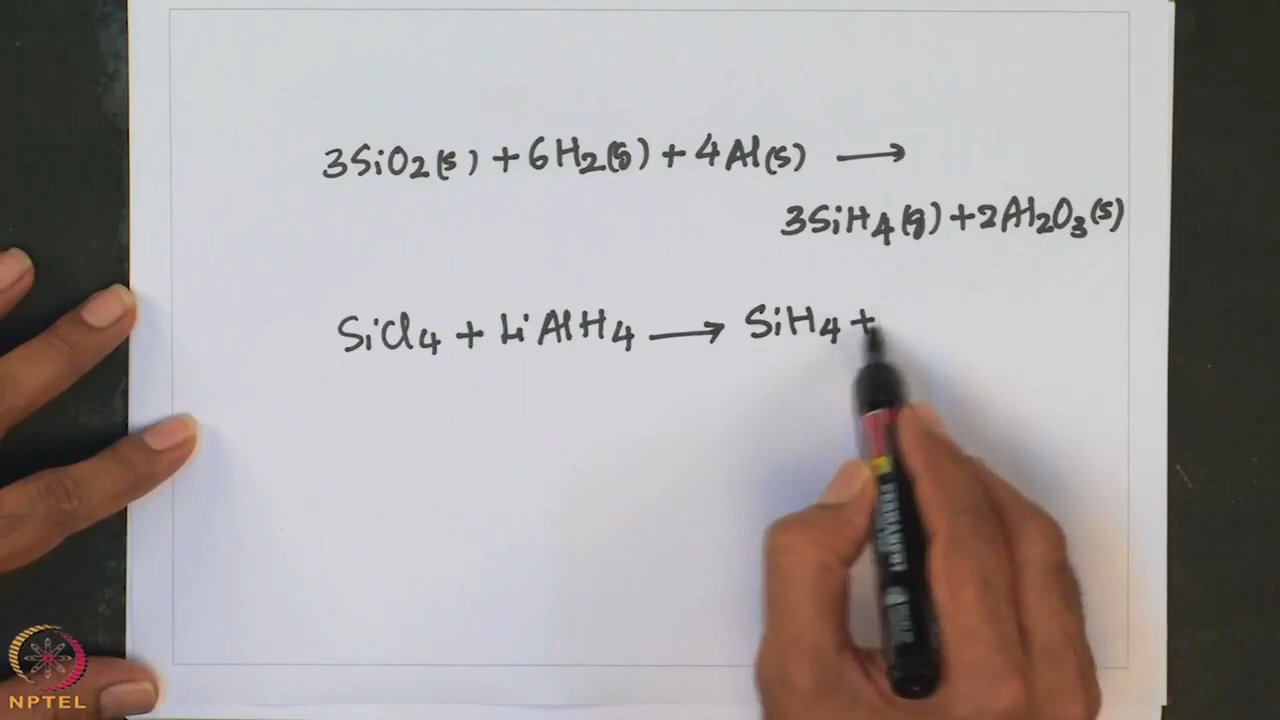 3SiO2(s) + 6H2(g) + 4Al(s) ⟶
3SiH4(g) + 2Al2O3(s)
SiCl4 + LiAlH4 ⟶ SiH4 +
NPTEL